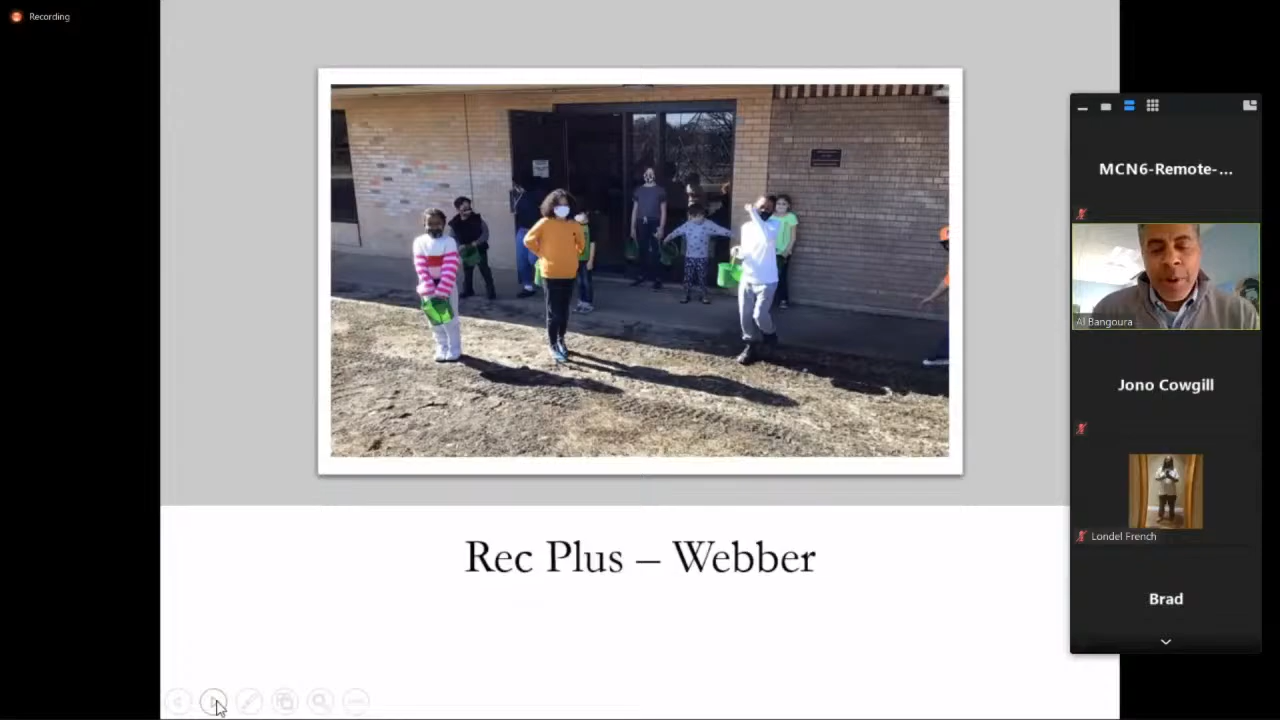 Recording
Rec Plus – Webber
MCN6-Remote-...
Al Bangoura
Jono Cowgill
Londel French
Brad